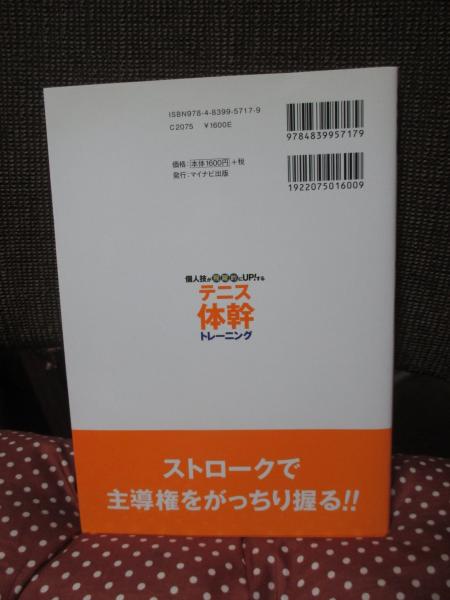 ISBN978-4-8399-5717-9
C2075 ¥1600E
9784839957179
価格:本体1600円+税
発行:マイナビ出版
1922075016009
個人技が飛躍的にUP!する
テニス
体幹
トレーニング
ストロークで
主導権をがっちり握る!!